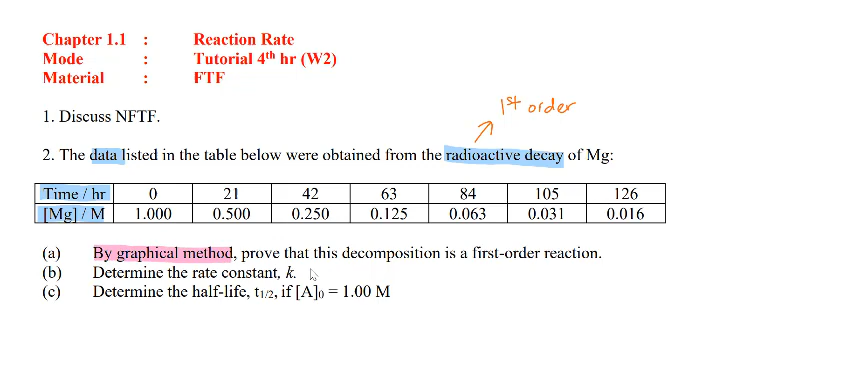 Chapter 1.1 : Reaction Rate
Mode : Tutorial 4th hr (W2)
Material : FTF
1st order
1. Discuss NFTF.
2. The data listed in the table below were obtained from the radioactive decay of Mg:
Time / hr 0 21 42 63 84 105 126
[Mg] / M 1.000 0.500 0.250 0.125 0.063 0.031 0.016
(a) By graphical method, prove that this decomposition is a first-order reaction.
(b) Determine the rate constant, k.
(c) Determine the half-life, t1/2, if [A]0 = 1.00 M